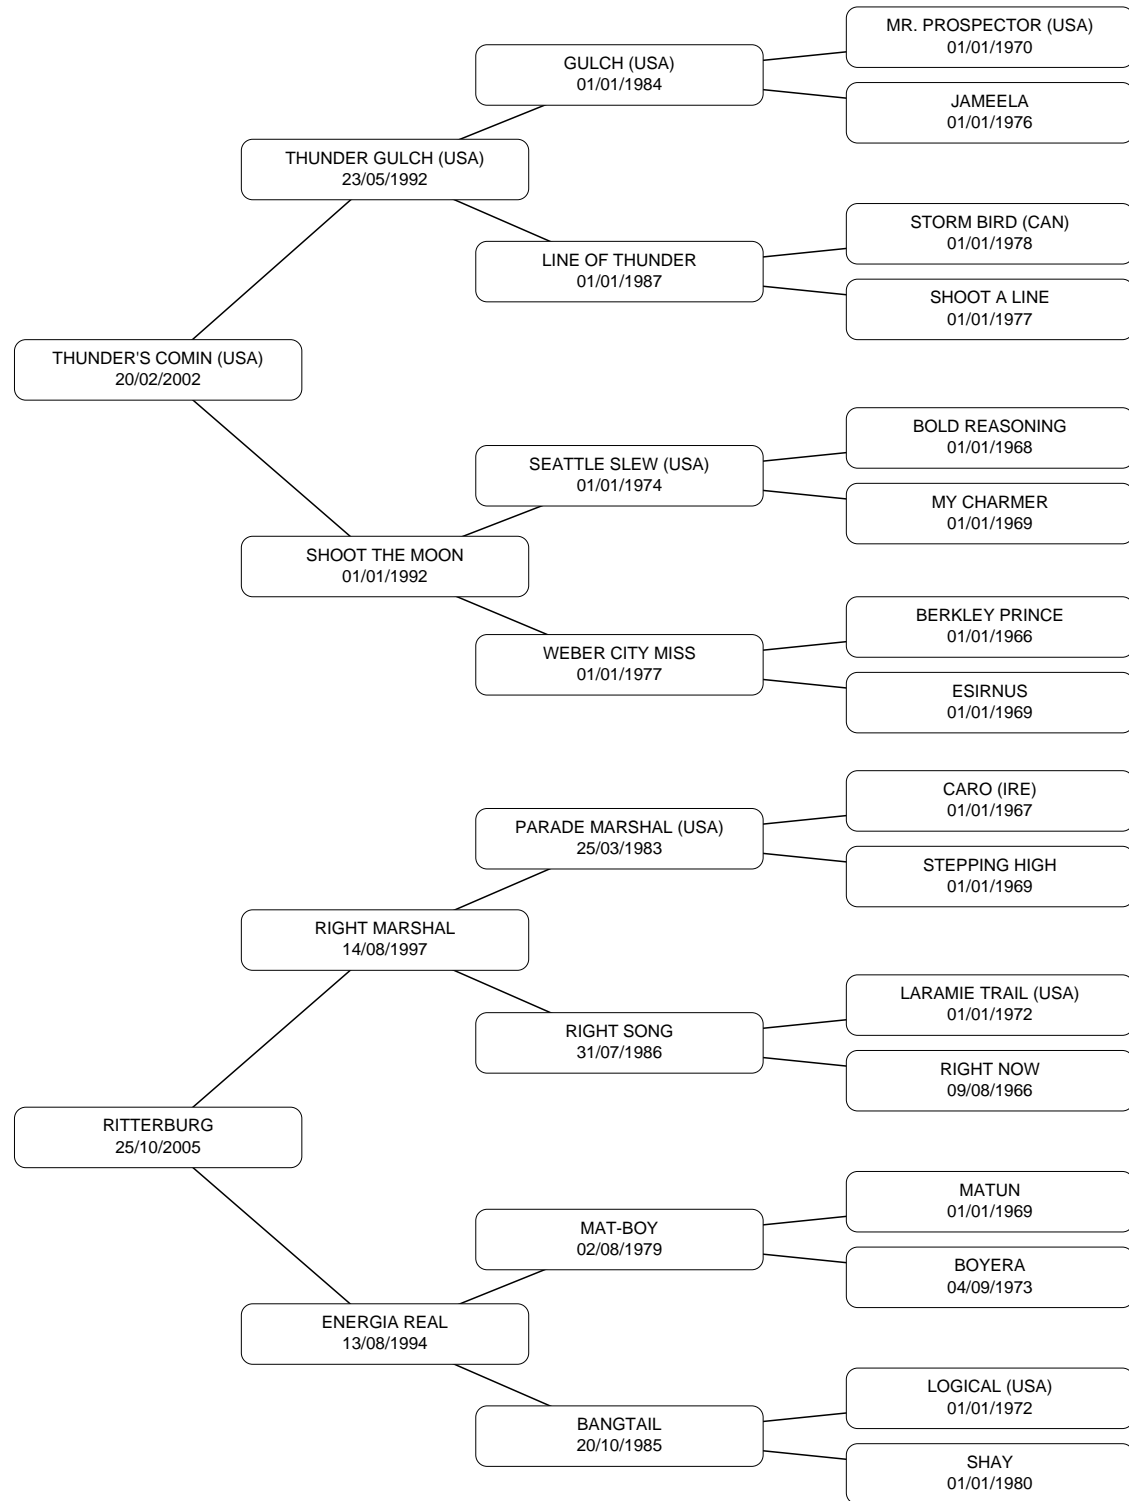 MR. PROSPECTOR (USA)
01/01/1970
GULCH (USA)
01/01/1984
JAMEELA
01/01/1976
THUNDER GULCH (USA)
23/05/1992
STORM BIRD (CAN)
01/01/1978
LINE OF THUNDER
01/01/1987
SHOOT A LINE
01/01/1977
THUNDER'S COMIN (USA)
20/02/2002
BOLD REASONING
01/01/1968
SEATTLE SLEW (USA)
01/01/1974
MY CHARMER
01/01/1969
SHOOT THE MOON
01/01/1992
BERKLEY PRINCE
01/01/1966
WEBER CITY MISS
01/01/1977
ESIRNUS
01/01/1969
CARO (IRE)
01/01/1967
PARADE MARSHAL (USA)
25/03/1983
STEPPING HIGH
01/01/1969
RIGHT MARSHAL
14/08/1997
LARAMIE TRAIL (USA)
01/01/1972
RIGHT SONG
31/07/1986
RIGHT NOW
09/08/1966
RITTERBURG
25/10/2005
MATUN
01/01/1969
MAT-BOY
02/08/1979
BOYERA
04/09/1973
ENERGIA REAL
13/08/1994
LOGICAL (USA)
01/01/1972
BANGTAIL
20/10/1985
SHAY
01/01/1980